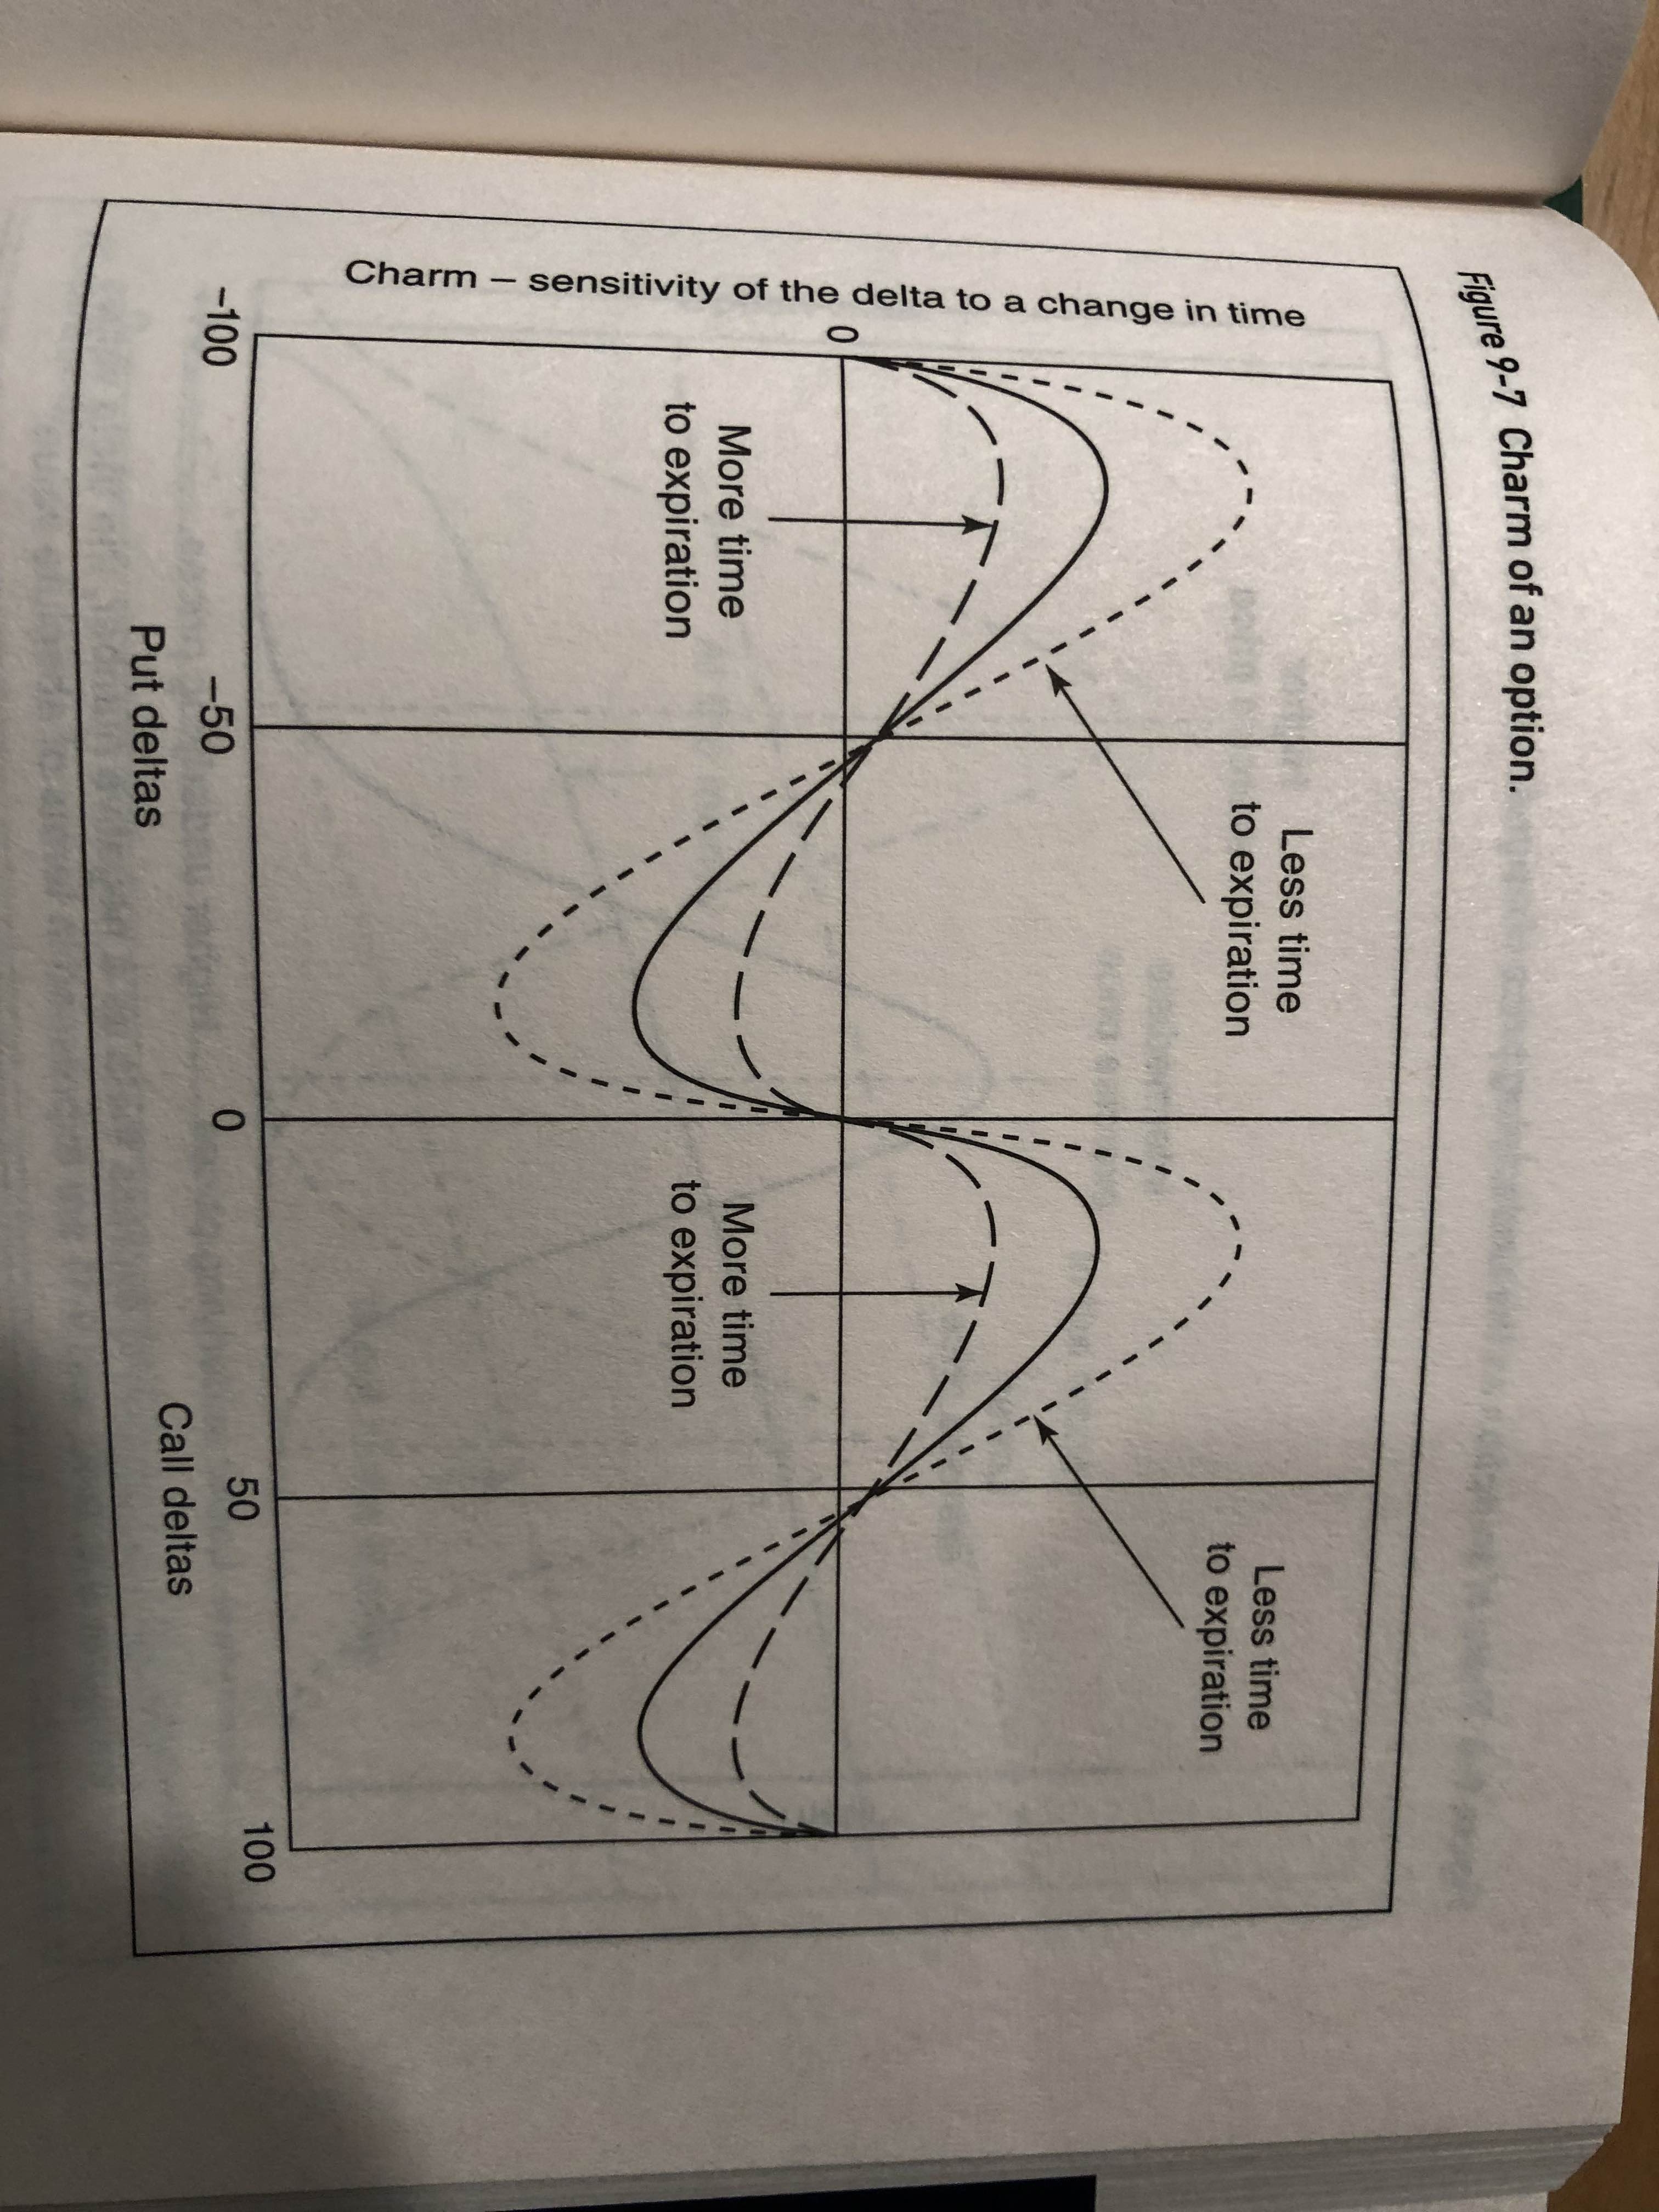 Figure 9-7 Charm of an option.
Charm – sensitivity of the delta to a change in time
0
Less time
to expiration
Less time
to expiration
More time
to expiration
More time
to expiration
–100
–50
0
50
100
Put deltas
Call deltas